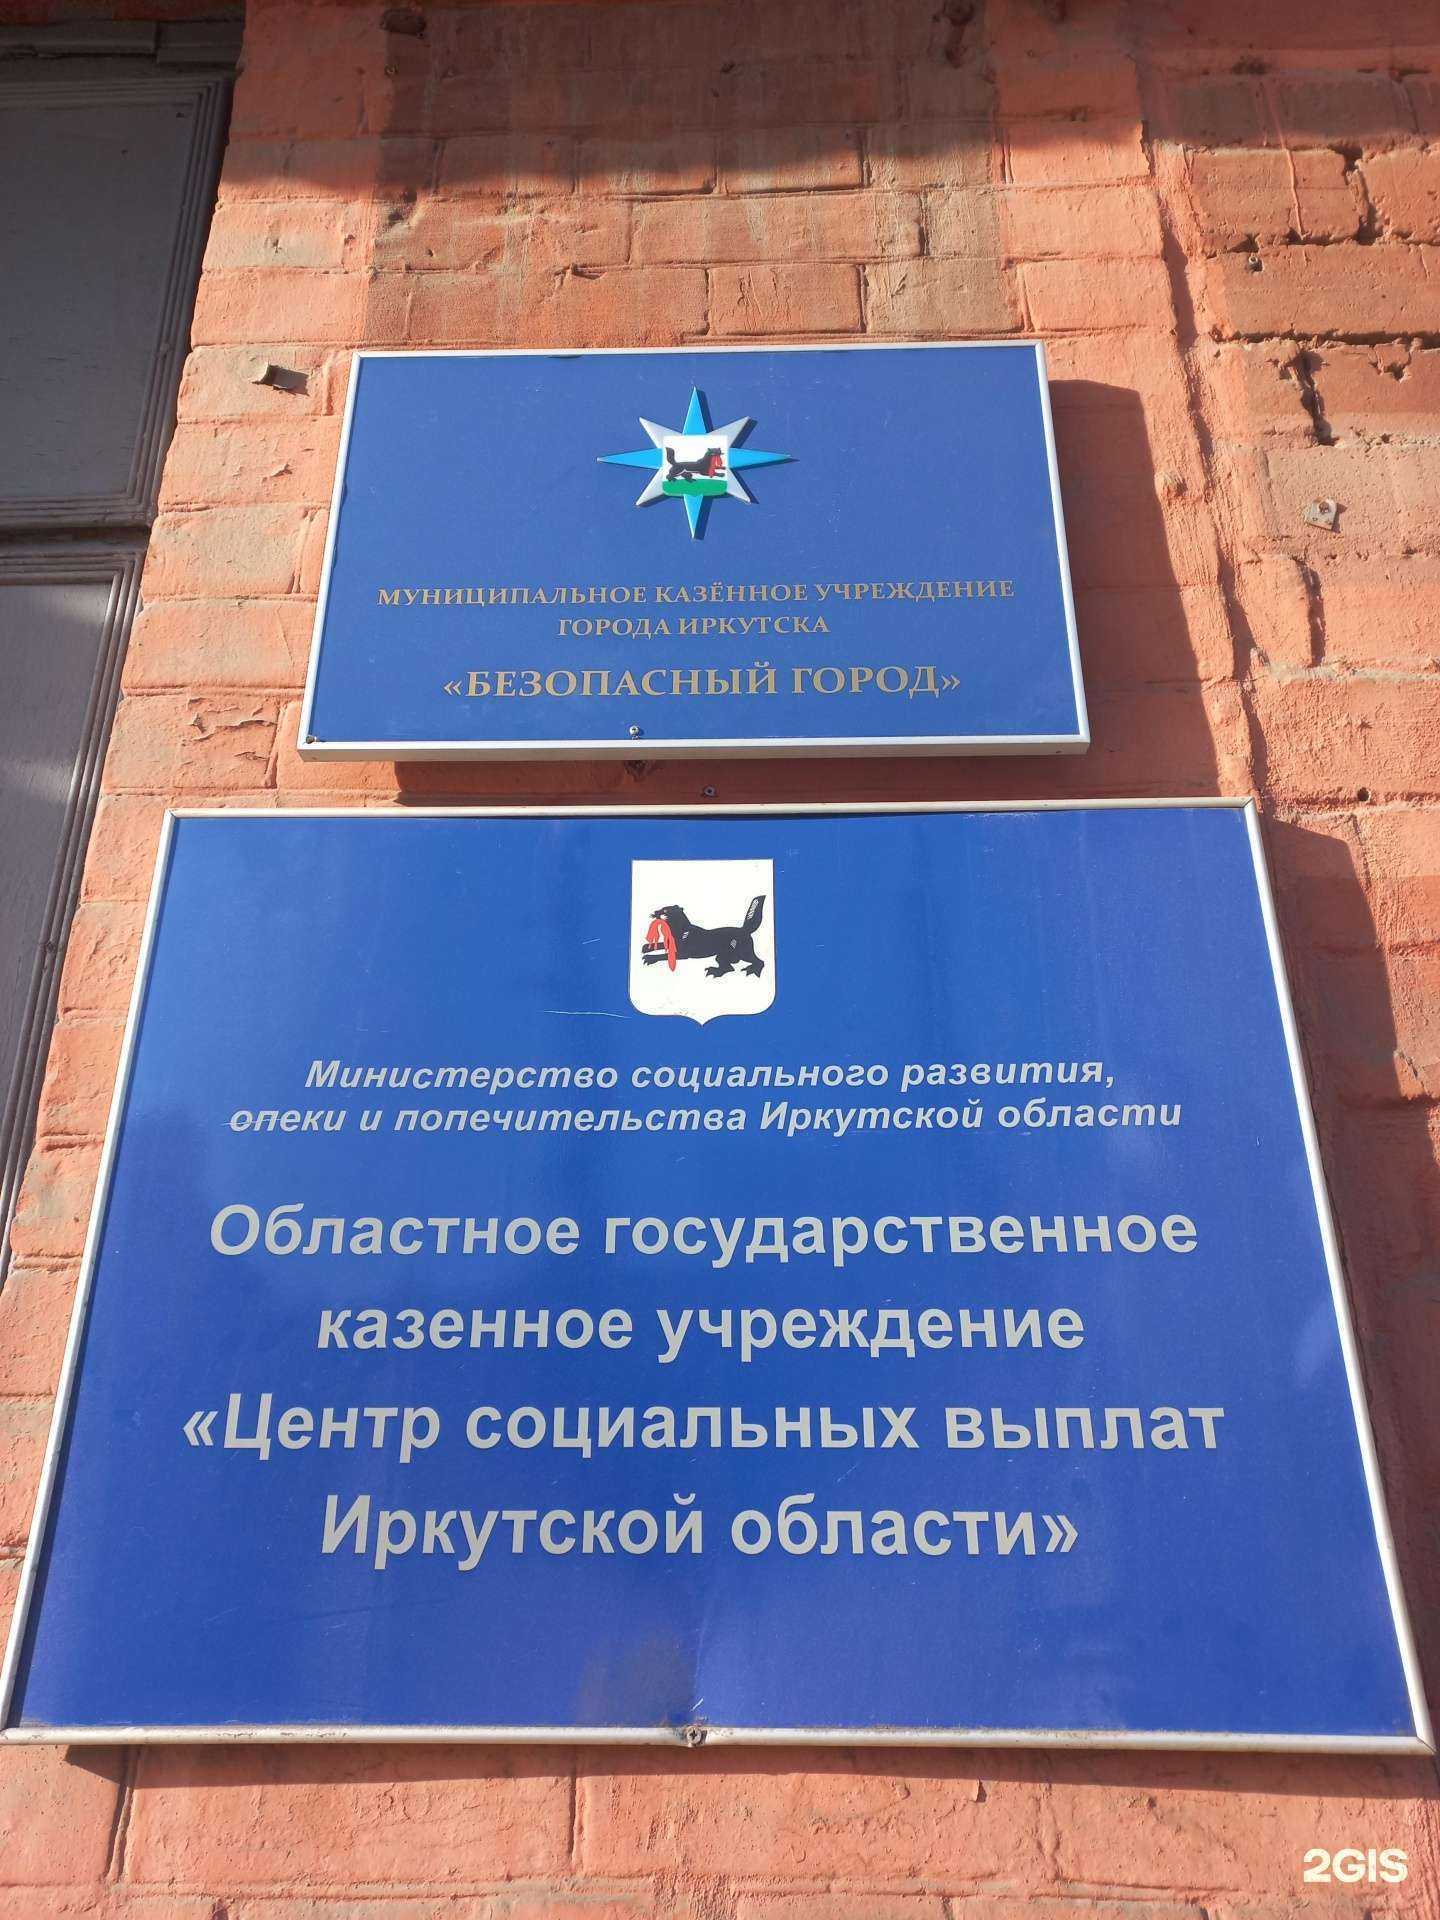 МУНИЦИПАЛЬНОЕ КАЗЁННОЕ УЧРЕЖДЕНИЕ
ГОРОДА ИРКУТСКА
«БЕЗОПАСНЫЙ ГОРОД»
Министерство социального развития,
опеки и попечительства Иркутской области
Областное государственное
казенное учреждение
«Центр социальных выплат
Иркутской области»
2GIS